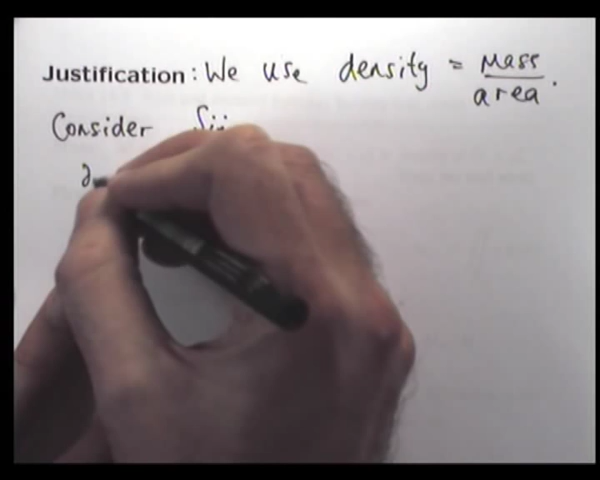 Justification: We use density = Mass / area.
Consider